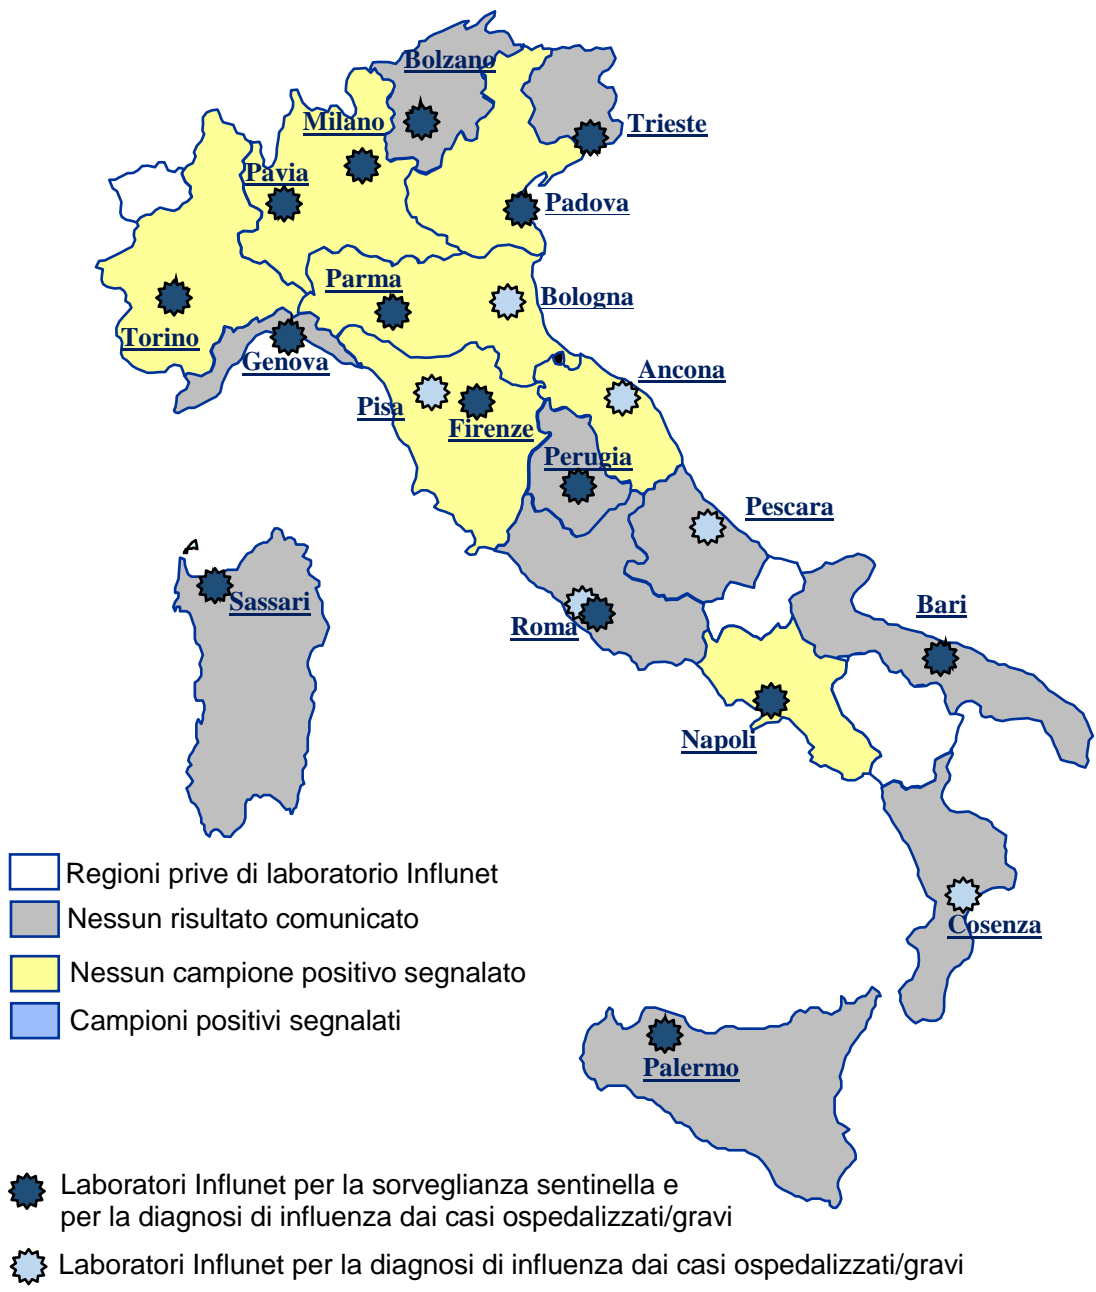 Bolzano
Milano
Trieste
Pavia
Padova
Parma
Bologna
Torino
Genova
Ancona
Pisa
Firenze
Perugia
Pescara
Sassari
Roma
Bari
Napoli
Regioni prive di laboratorio Influnet
Nessun risultato comunicato
Cosenza
Nessun campione positivo segnalato
Campioni positivi segnalati
Palermo
Laboratori Influnet per la sorveglianza sentinella e
per la diagnosi di influenza dai casi ospedalizzati/gravi
Laboratori Influnet per la diagnosi di influenza dai casi ospedalizzati/gravi